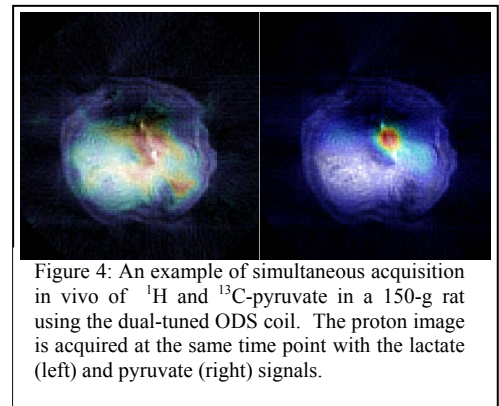 Figure 4: An example of simultaneous acquisition
in vivo of ¹H and ¹³C-pyruvate in a 150-g rat
using the dual-tuned ODS coil. The proton image
is acquired at the same time point with the lactate
(left) and pyruvate (right) signals.